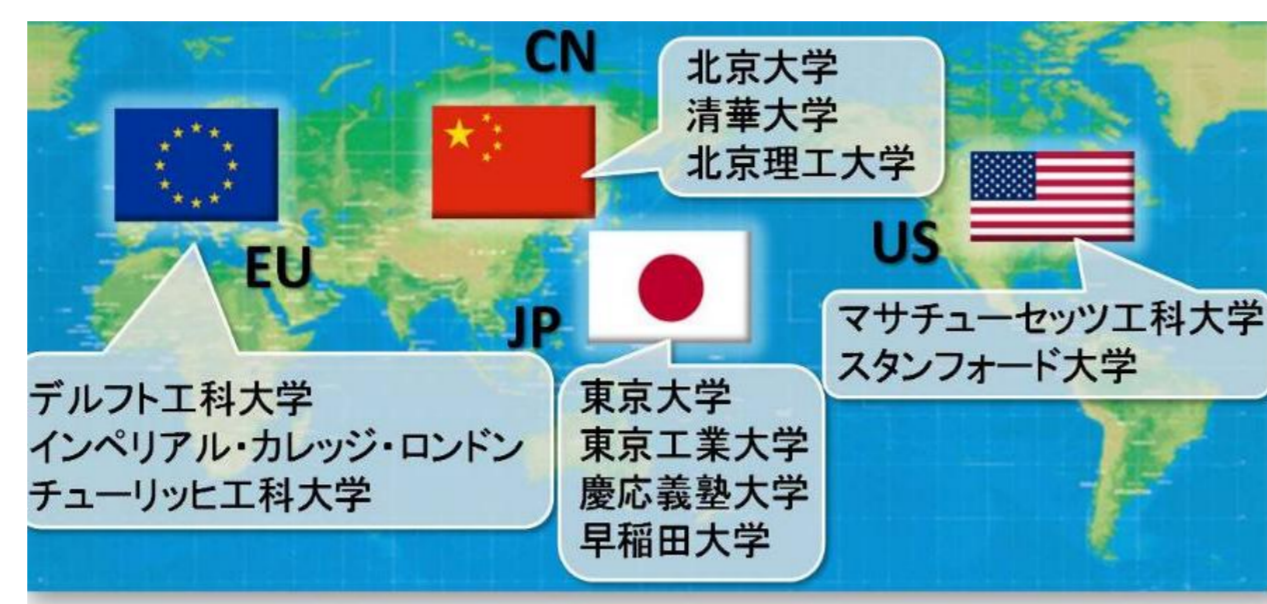 CN
北京大学
清華大学
北京理工大学
EU
デルフト工科大学
インペリアル・カレッジ・ロンドン
チューリッヒ工科大学
JP
東京大学
東京工業大学
慶応義塾大学
早稲田大学
US
マサチューセッツ工科大学
スタンフォード大学